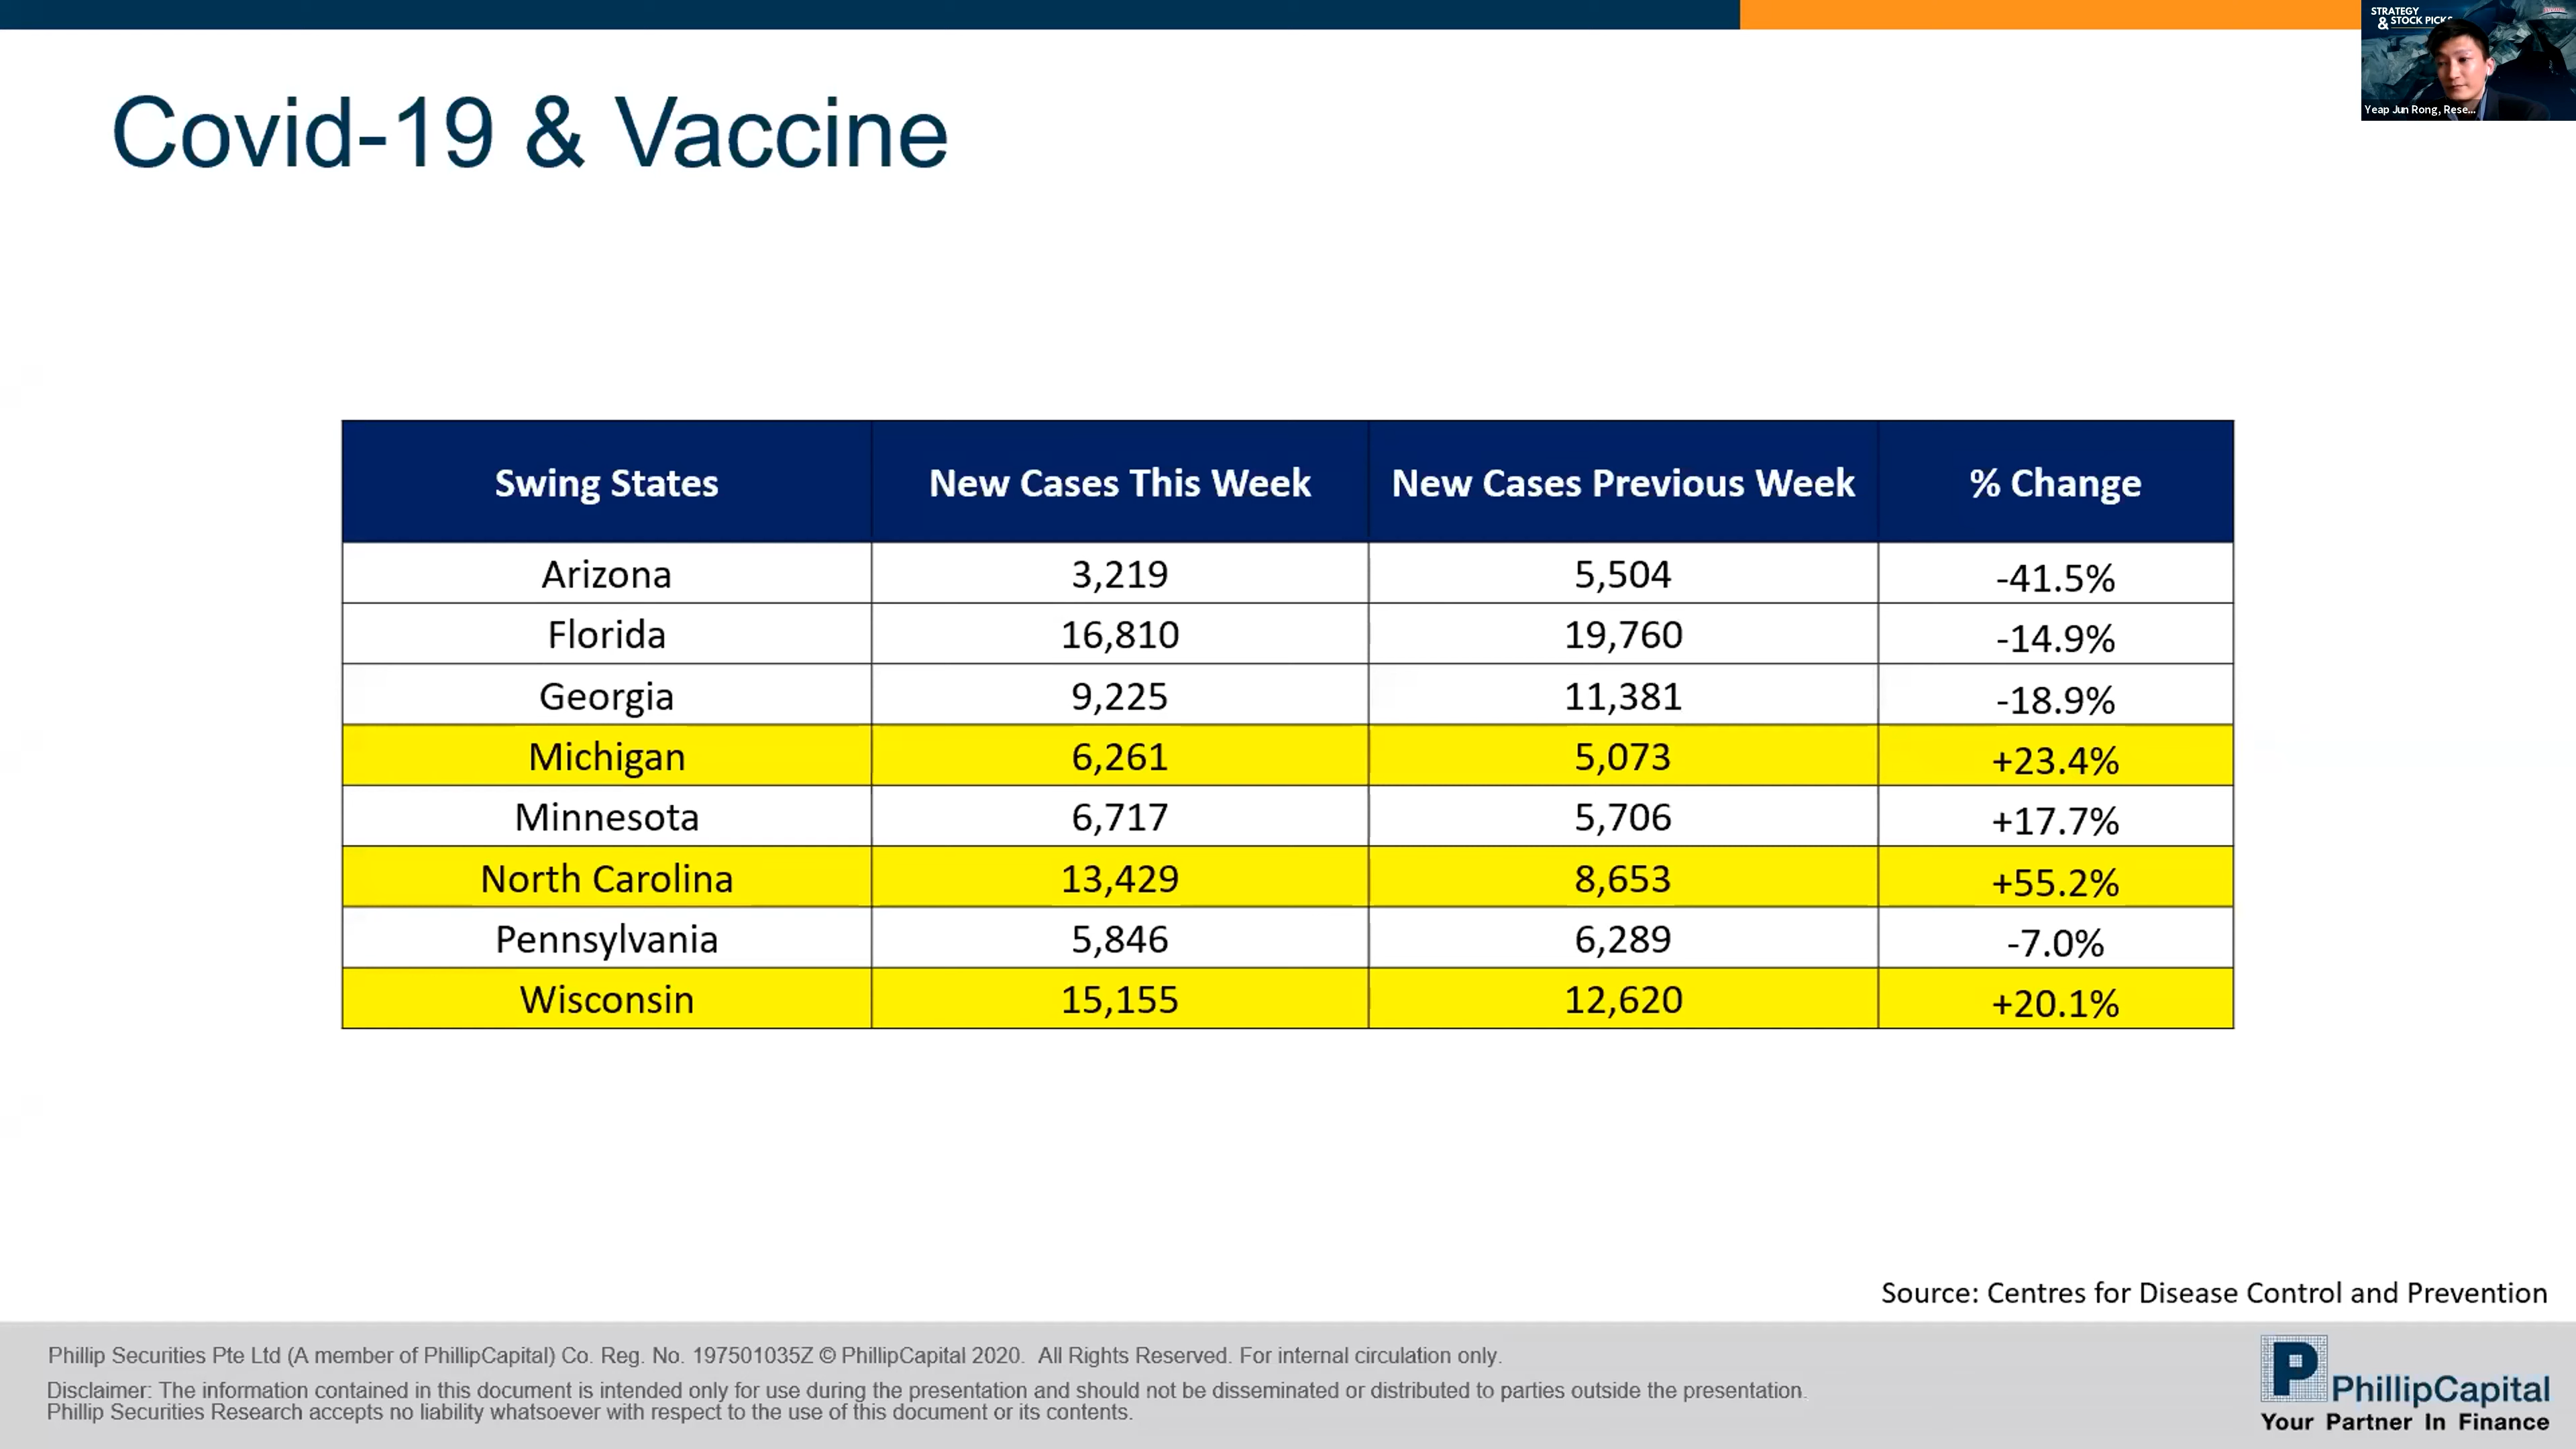 STRATEGY
& STOCK PICKS
Yeap Jun Rong, Rese...
Covid-19 & Vaccine
Swing States New Cases This Week New Cases Previous Week % Change
Arizona 3,219 5,504 -41.5%
Florida 16,810 19,760 -14.9%
Georgia 9,225 11,381 -18.9%
Michigan 6,261 5,073 +23.4%
Minnesota 6,717 5,706 +17.7%
North Carolina 13,429 8,653 +55.2%
Pennsylvania 5,846 6,289 -7.0%
Wisconsin 15,155 12,620 +20.1%
Source: Centres for Disease Control and Prevention
Phillip Securities Pte Ltd (A member of PhillipCapital) Co. Reg. No. 197501035Z © PhillipCapital 2020. All Rights Reserved. For internal circulation only.
Disclaimer: The information contained in this document is intended only for use during the presentation and should not be disseminated or distributed to parties outside the presentation.
Phillip Securities Research accepts no liability whatsoever with respect to the use of this document or its contents.
P
PhillipCapital
Your Partner In Finance